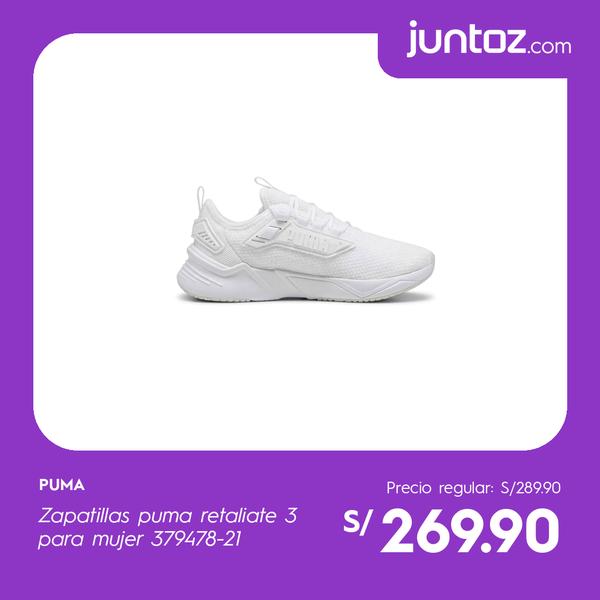 juntoz.com
PUMA
PUMA
Zapatillas puma retaliate 3
para mujer 379478-21
Precio regular: S/289.90
S/269.90